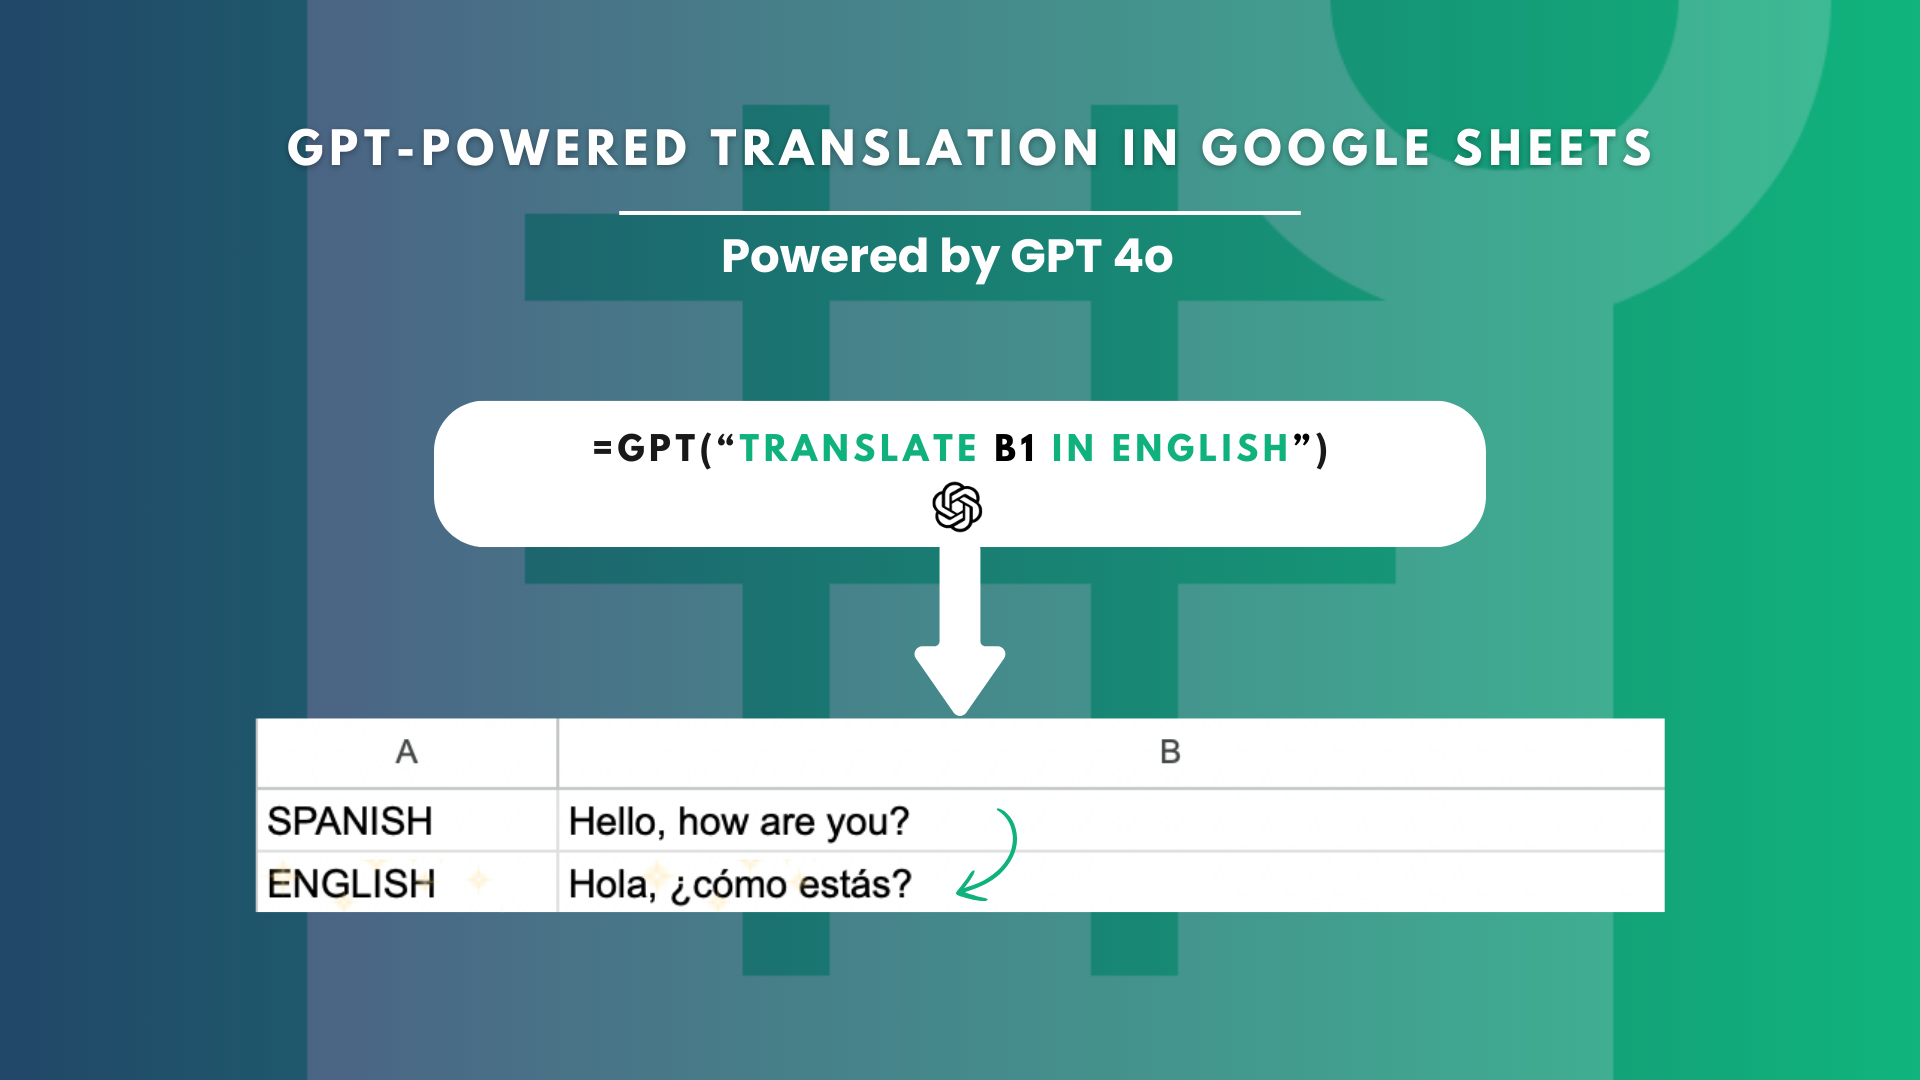 GPT-POWERED TRANSLATION IN GOOGLE SHEETS
Powered by GPT 4o
=GPT(“TRANSLATE B1 IN ENGLISH”)
A B
SPANISH Hello, how are you?
ENGLISH Hola, ¿cómo estás?